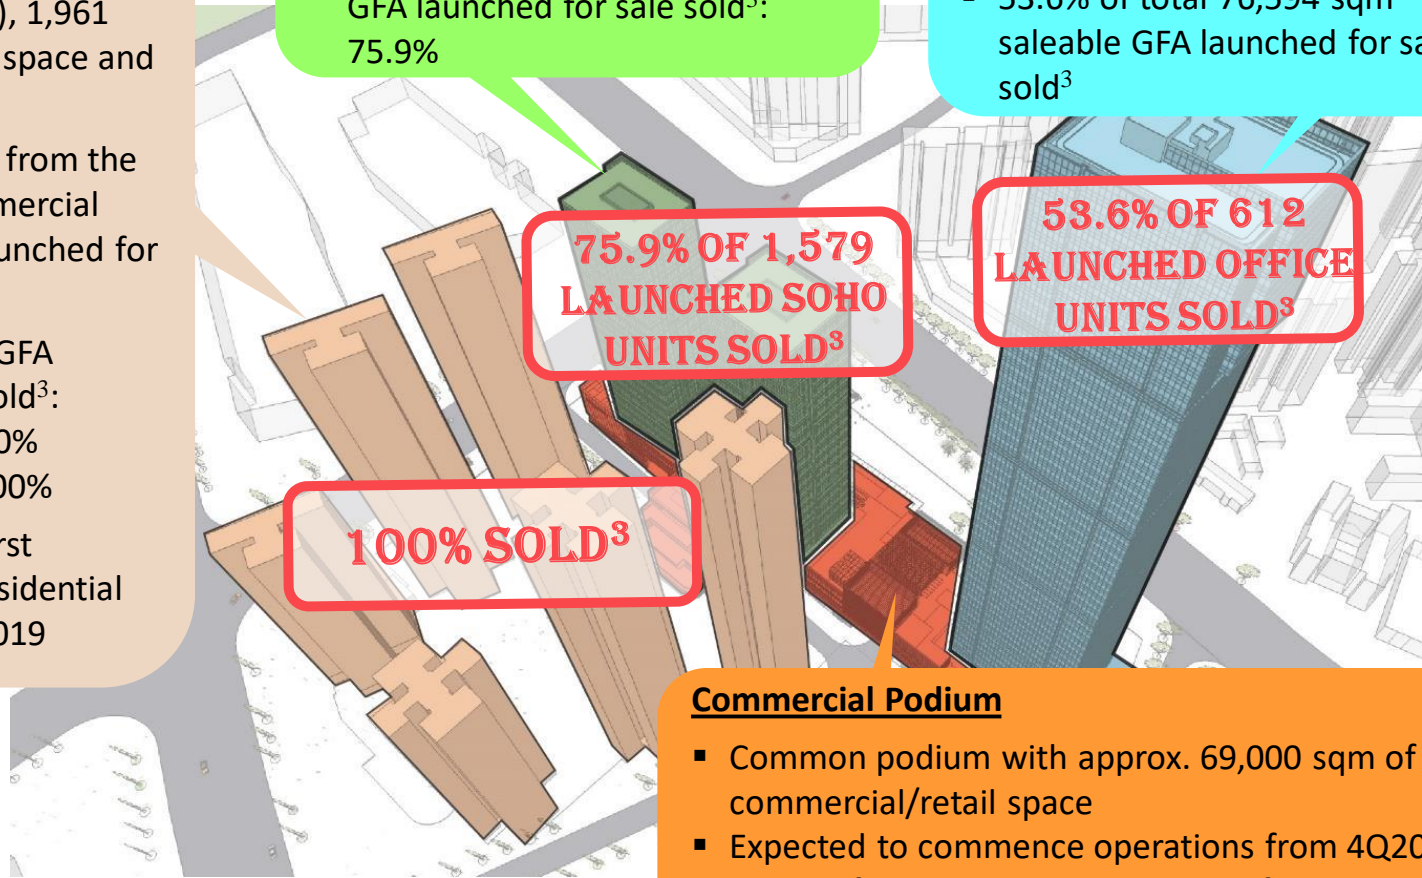 ), 1,961
space and
from the
mercial
unched for
GFA
old³:
0%
00%
rst
sidential
019
GFA launched for sale sold³:
75.9%
saleable GFA launched for sa
sold³
75.9% OF 1,579
LAUNCHED SOHO
UNITS SOLD³
53.6% OF 612
LAUNCHED OFFICE
UNITS SOLD³
100% SOLD³
Commercial Podium
▪ Common podium with approx. 69,000 sqm of
commercial/retail space
▪ Expected to commence operations from 4Q20